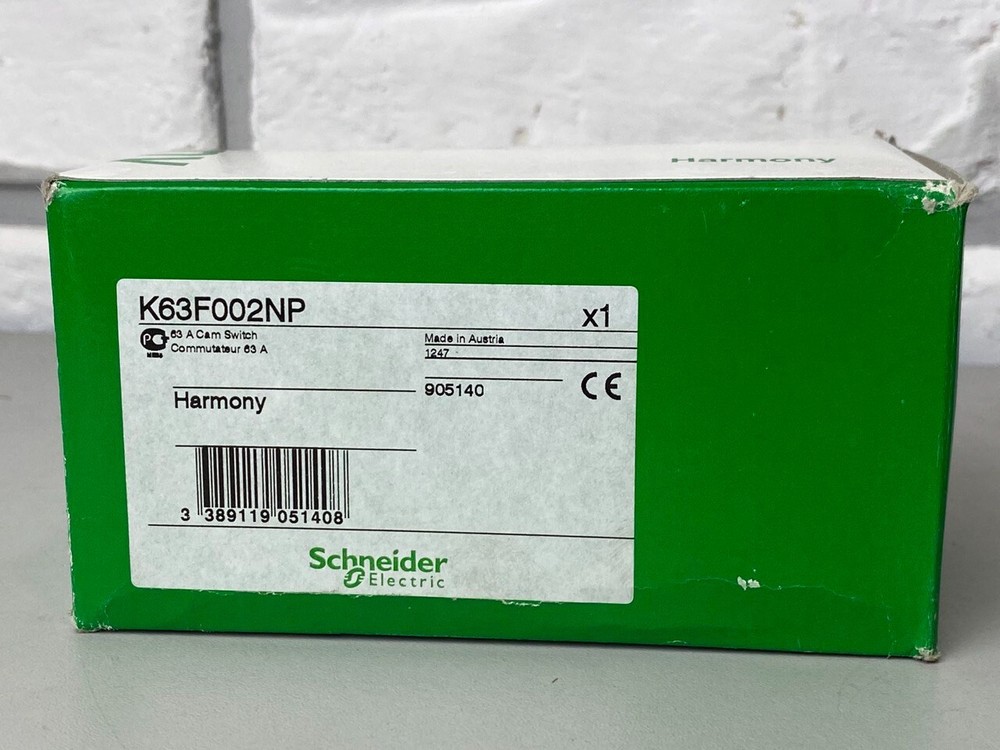 Harmony
K63F002NP x1
63 A Cam Switch
Commutateur 63 A
Made in Austria
1247
905140
CE
Harmony
3 389119 051408
Schneider
Electric